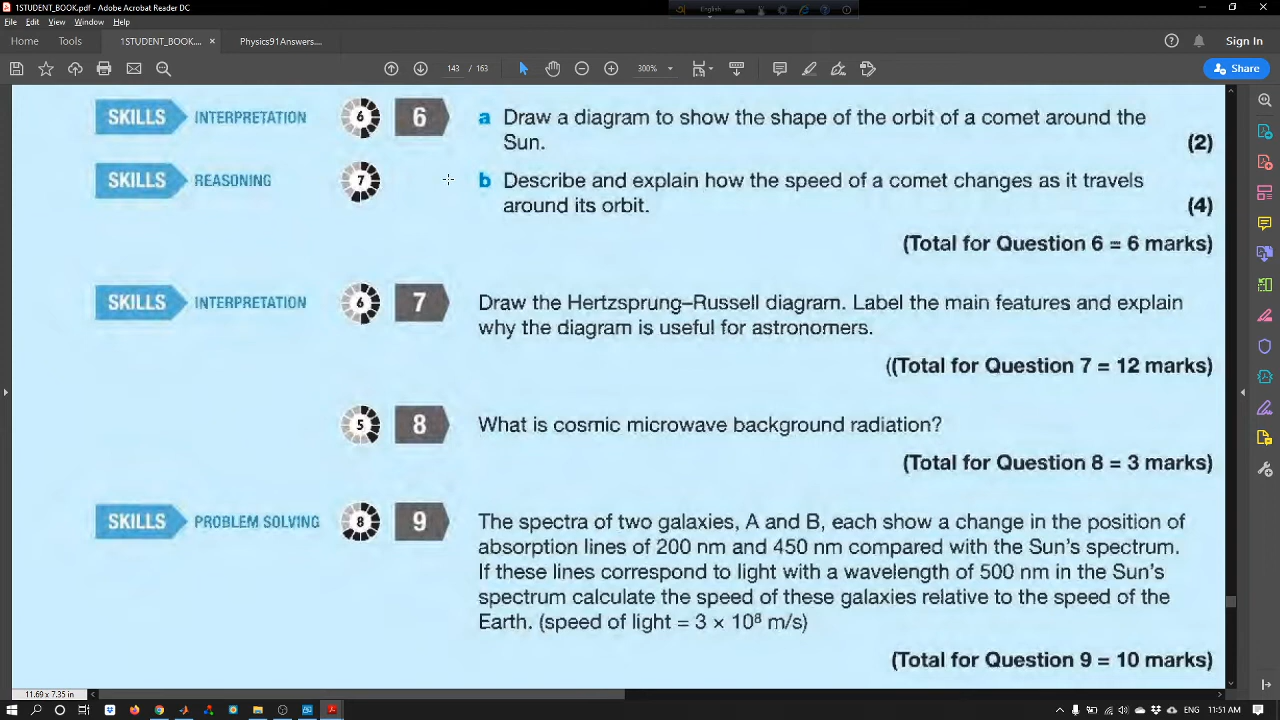 1STUDENT_BOOK.pdf - Adobe Acrobat Reader DC
English
File Edit View Window Help
Home Tools 1STUDENT_BOOK.... × Physics91Answers.... Sign In
143 / 163 300% Share
SKILLS INTERPRETATION 6 6 a Draw a diagram to show the shape of the orbit of a comet around the
Sun. (2)
SKILLS REASONING 7 b Describe and explain how the speed of a comet changes as it travels
around its orbit. (4)
(Total for Question 6 = 6 marks)
SKILLS INTERPRETATION 6 7 Draw the Hertzsprung–Russell diagram. Label the main features and explain
why the diagram is useful for astronomers.
((Total for Question 7 = 12 marks)
5 8 What is cosmic microwave background radiation?
(Total for Question 8 = 3 marks)
SKILLS PROBLEM SOLVING 8 9 The spectra of two galaxies, A and B, each show a change in the position of
absorption lines of 200 nm and 450 nm compared with the Sun's spectrum.
If these lines correspond to light with a wavelength of 500 nm in the Sun's
spectrum calculate the speed of these galaxies relative to the speed of the
Earth. (speed of light = 3 × 10⁸ m/s)
(Total for Question 9 = 10 marks)
11.69 x 7.35 in
ENG 11:51 AM